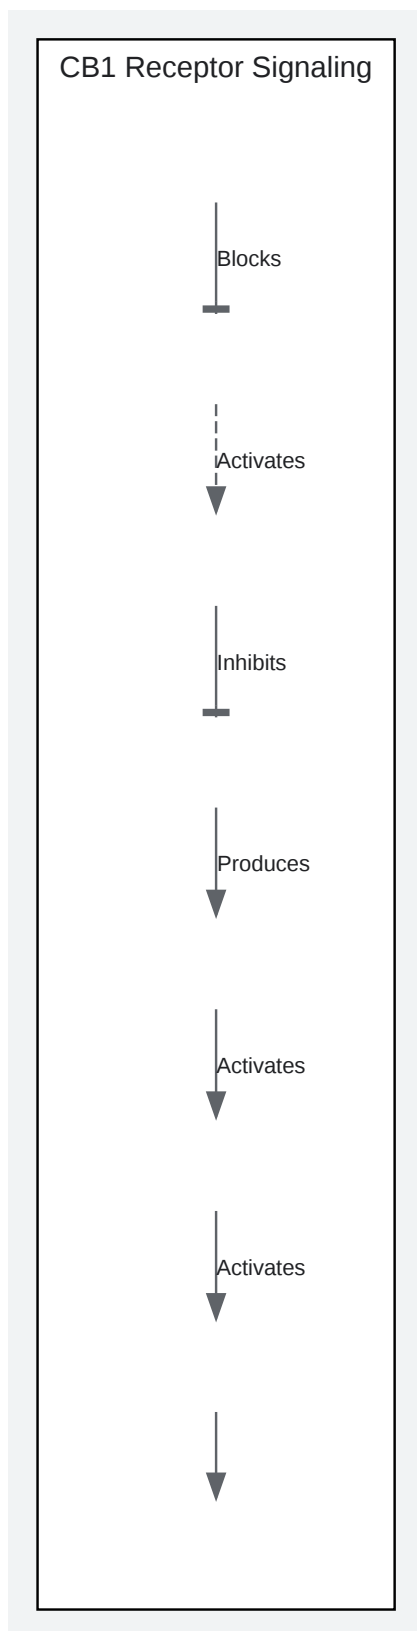 CB1 Receptor Signaling
Blocks
Activates
Inhibits
Produces
Activates
Activates